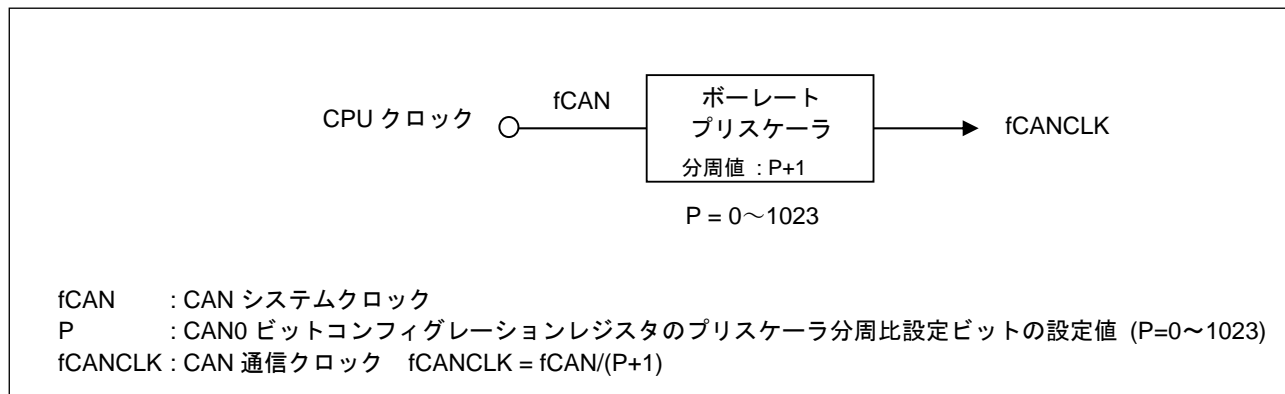 CPU クロック
fCAN
ボーレート
プリスケーラ
分周値 : P+1
fCANCLK
P = 0～1023
fCAN : CAN システムクロック
P : CAN0 ビットコンフィグレーションレジスタのプリスケーラ分周比設定ビットの設定値 (P=0～1023)
fCANCLK : CAN 通信クロック fCANCLK = fCAN/(P+1)